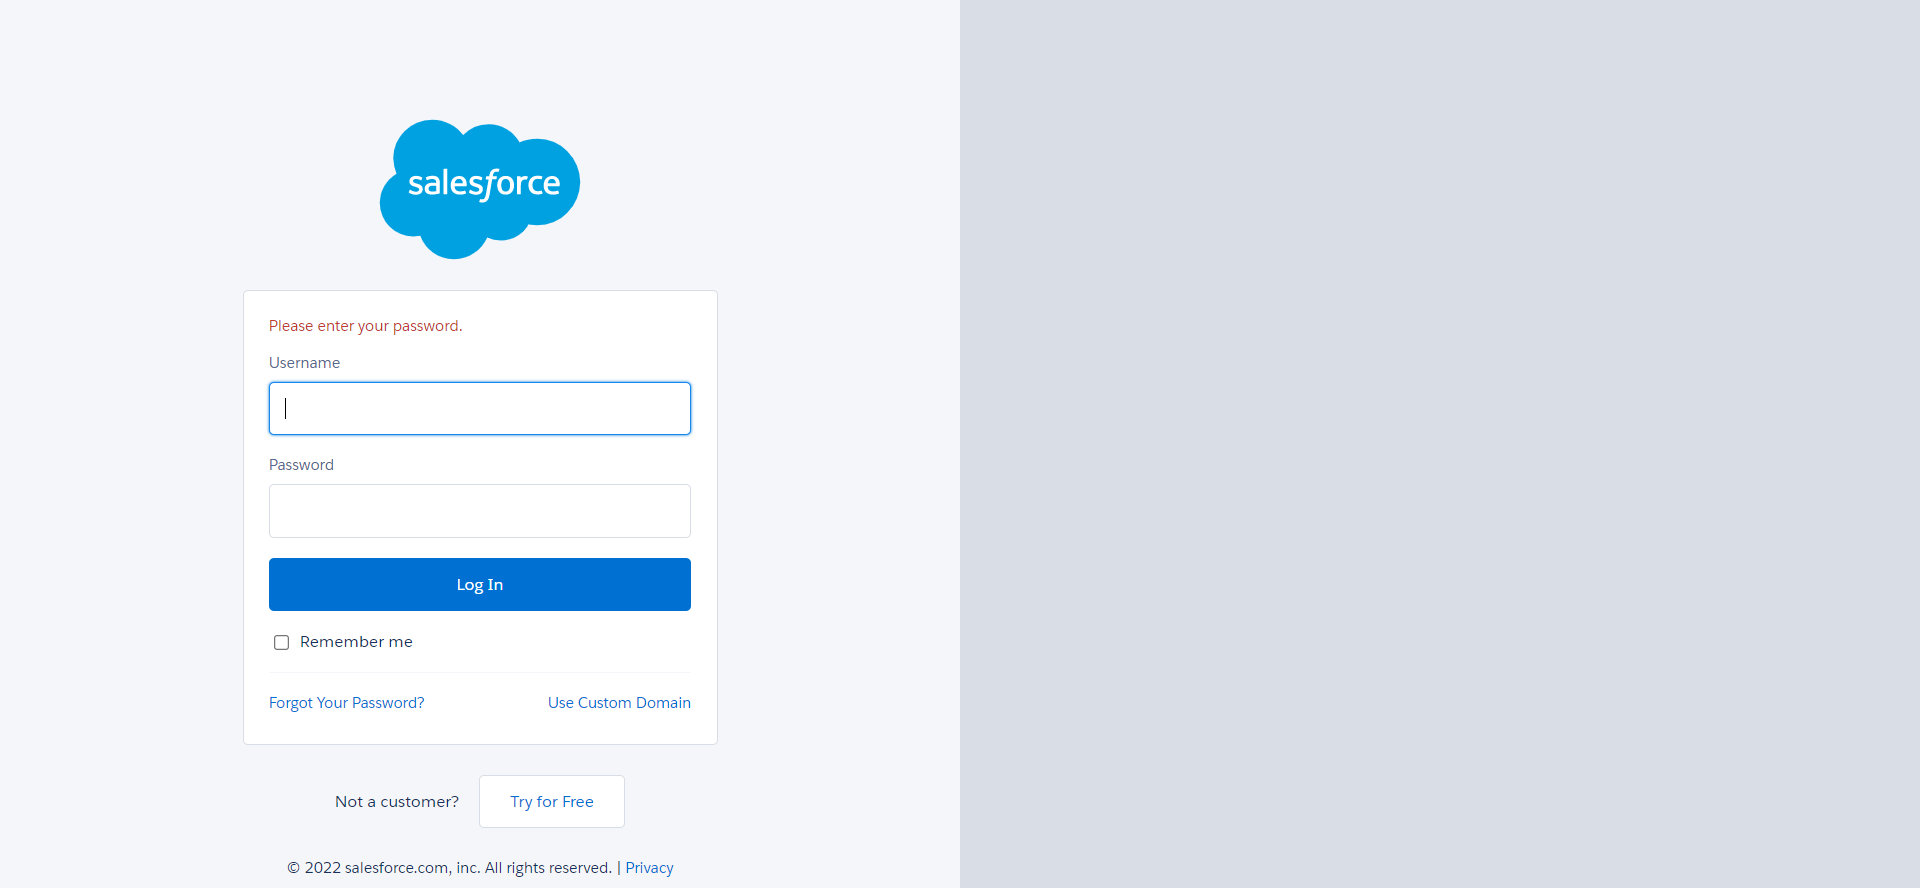 salesforce
Please enter your password.
Username
Password
Log In
Remember me
Forgot Your Password? Use Custom Domain
Not a customer? Try for Free
© 2022 salesforce.com, inc. All rights reserved. | Privacy